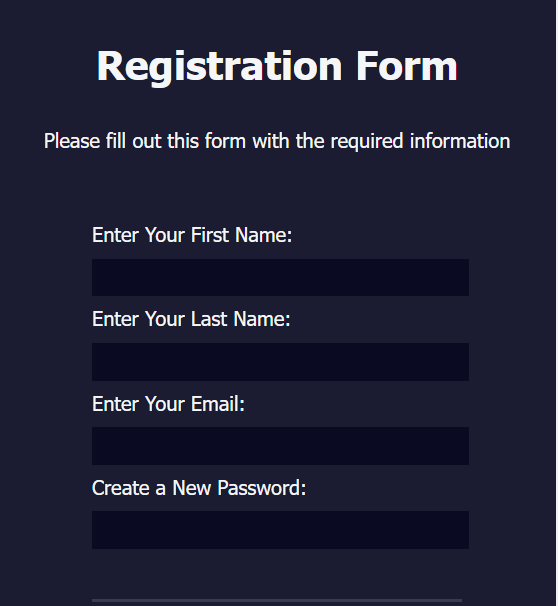 Registration Form
Please fill out this form with the required information
Enter Your First Name:
Enter Your Last Name:
Enter Your Email:
Create a New Password: